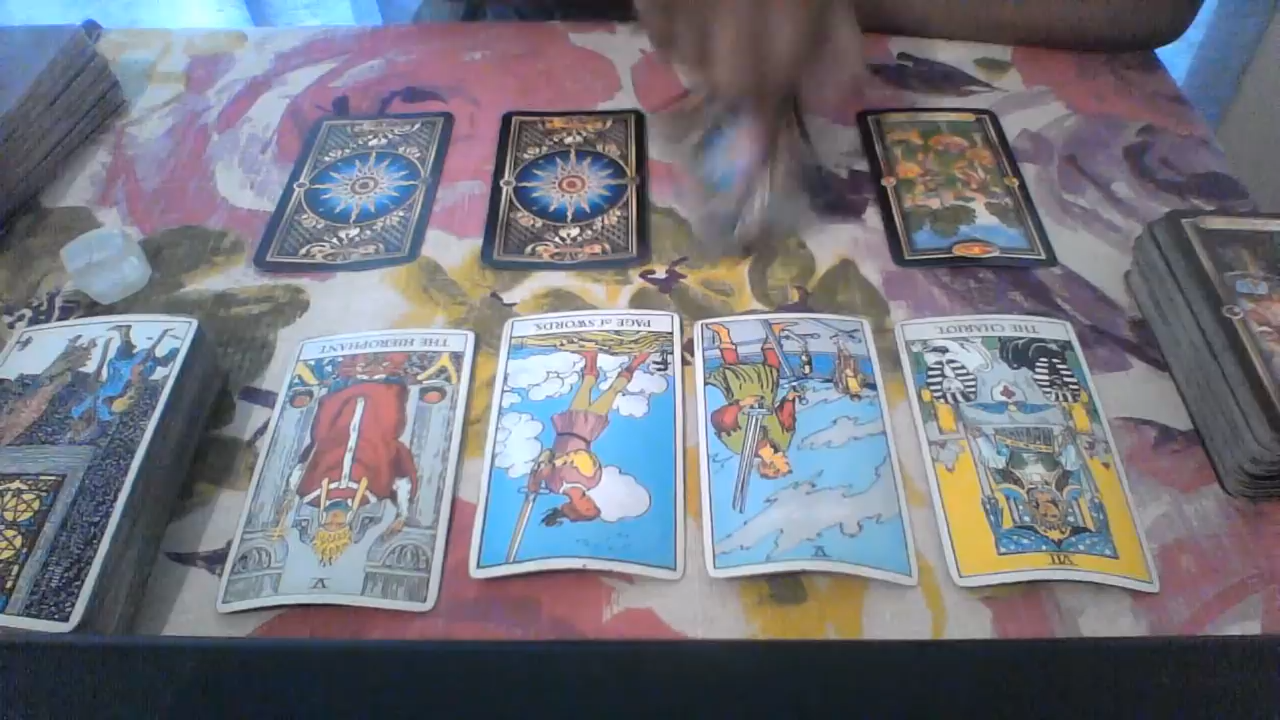 THE HIEROPHANT.
PAGE of SWORDS.
THE CHARIOT.
V
V
VII